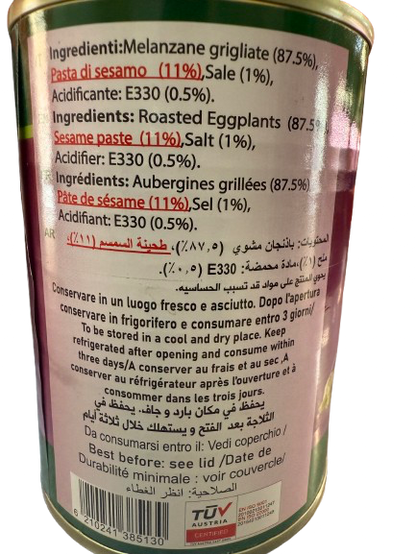 Ingredienti:Melanzane grigliate (87.5%),
Pasta di sesamo (11%),Sale (1%),
Acidificante: E330 (0.5%).
Ingredients: Roasted Eggplants (87.5%
Sesame paste (11%),Salt (1%),
Acidifier: E330 (0.5%).
Ingrédients: Aubergines grillées (87.5%)
Pâte de sésame (11%),Sel (1%),
Acidifiant: E330 (0.5%).
AR
المحتويات: باذنجان مشوي (٨٧,٥٪)، طحينة السمسم (١١٪)،
ملح (١٪)،مادة محمضة: E330 (٠,٥٪).
يحوي المنتج على مواد قد تسبب الحساسيه.
Conservare in un luogo fresco e asciutto. Dopo l'apertura
conservare in frigorifero e consumare entro 3 giorni/
To be stored in a cool and dry place. Keep
refrigerated after opening and consume within
three days/A conserver au frais et au sec ,A
conserver au réfrigérateur après l'ouverture et à
consommer dans les trois jours.
يحفظ في مكان بارد و جاف. يحفظ في
الثلاجة بعد الفتح و يستهلك خلال ثلاثة أيام
Da consumarsi entro il: Vedi coperchio /
Best before: see lid /Date de
Durabilité minimale : voir couvercle/
الصلاحية: انظر الغطاء
6 210241 385130
TÜV
AUSTRIA
CERTIFIED